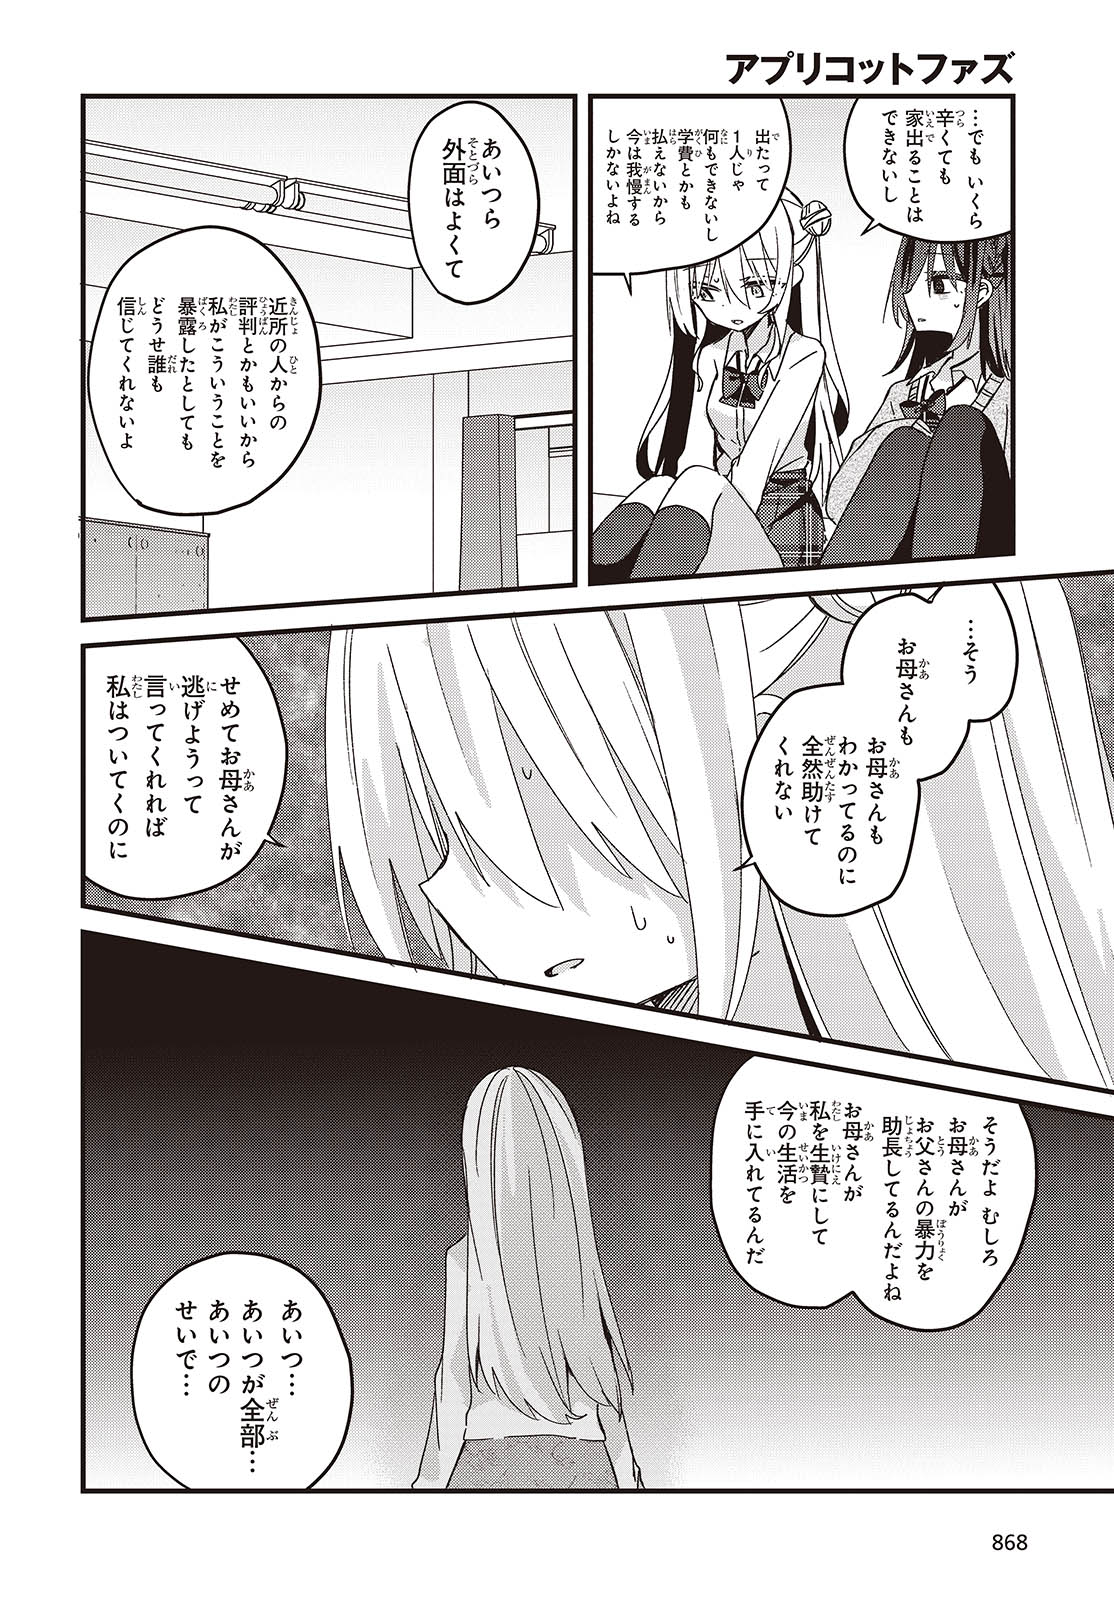 アプリコットファズ
…でも いくら
辛くても
家出ることは
できないし
出たって
1人じゃ
何もできないし
学費とかも
払えないから
今は我慢する
しかないよね
あいつら
外面はよくて
近所の人からの
評判とかもいいから
私がこういうことを
暴露したとしても
どうせ誰も
信じてくれないよ
…そう
お母さんも
お母さんも
わかってるのに
全然助けて
くれない
せめてお母さんが
逃げようって
言ってくれれば
私はついてくのに
そうだよ むしろ
お母さんが
お父さんの暴力を
助長してるんだよね
お母さんが
私を生贄にして
今の生活を
手に入れてるんだ
あいつ…
あいつが全部…
あいつの
せいで…
868